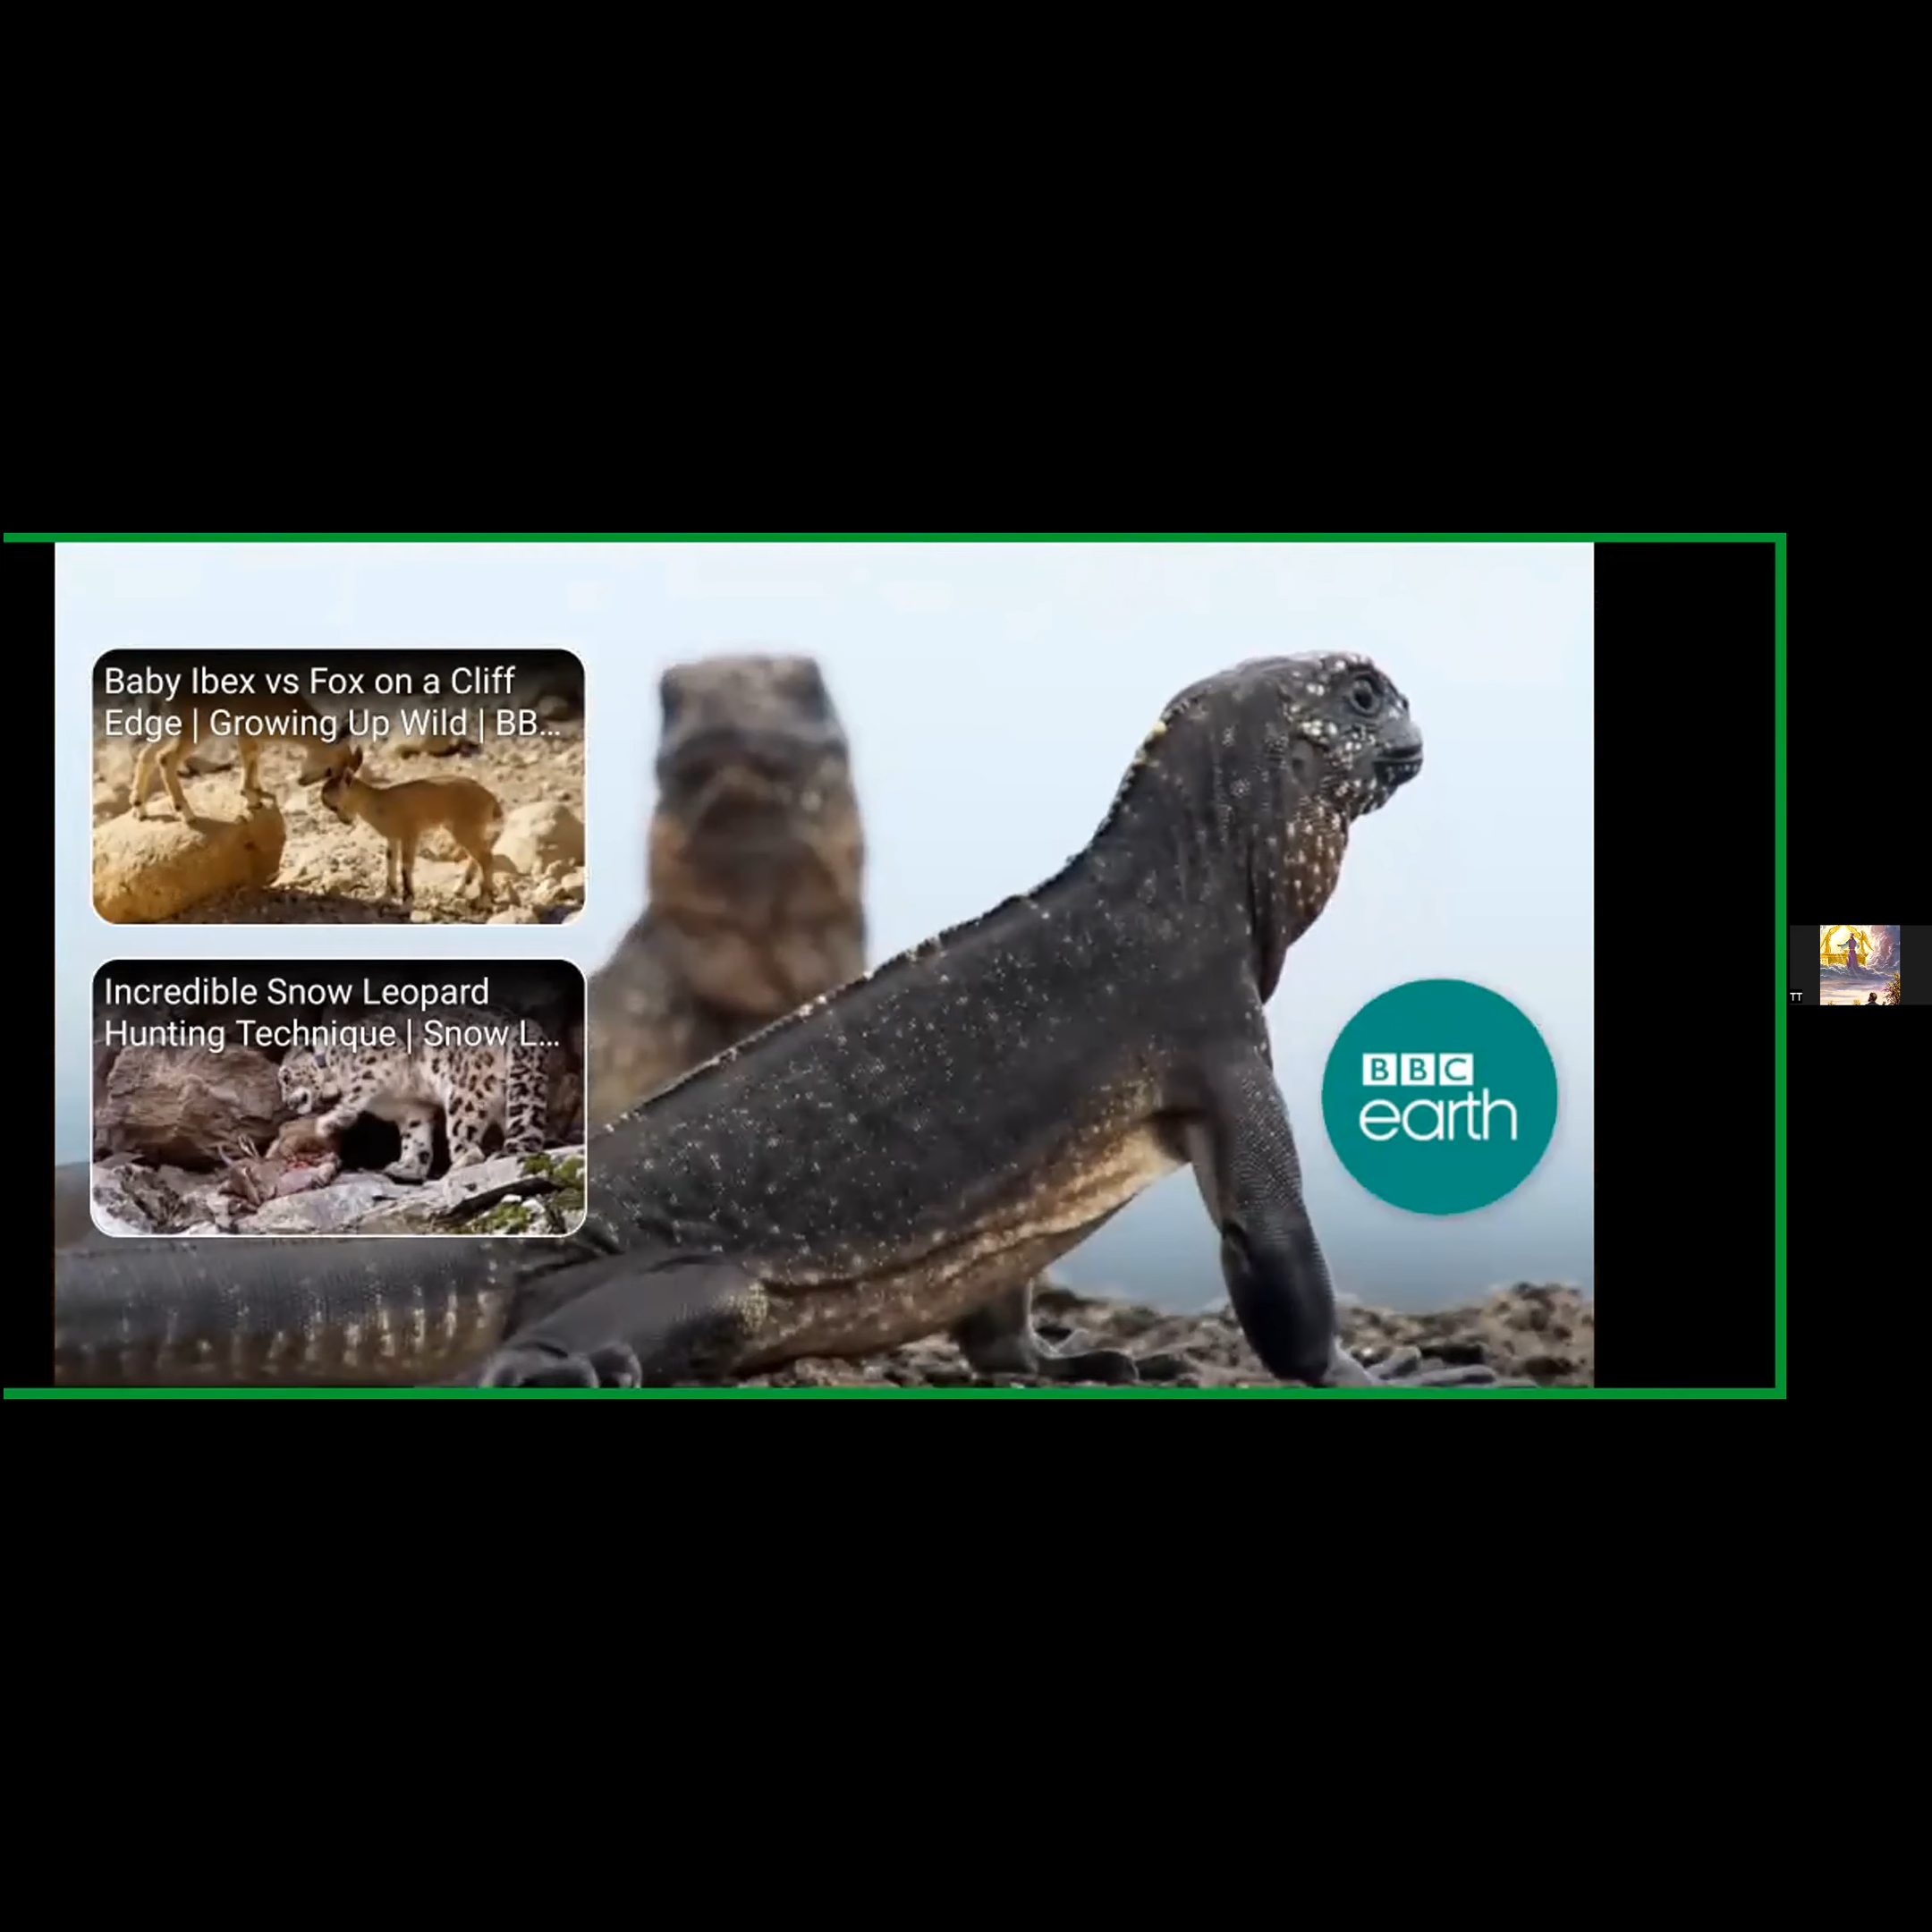 Baby Ibex vs Fox on a Cliff
Edge | Growing Up Wild | BB...
Incredible Snow Leopard
Hunting Technique | Snow L...
BBC
earth
TT